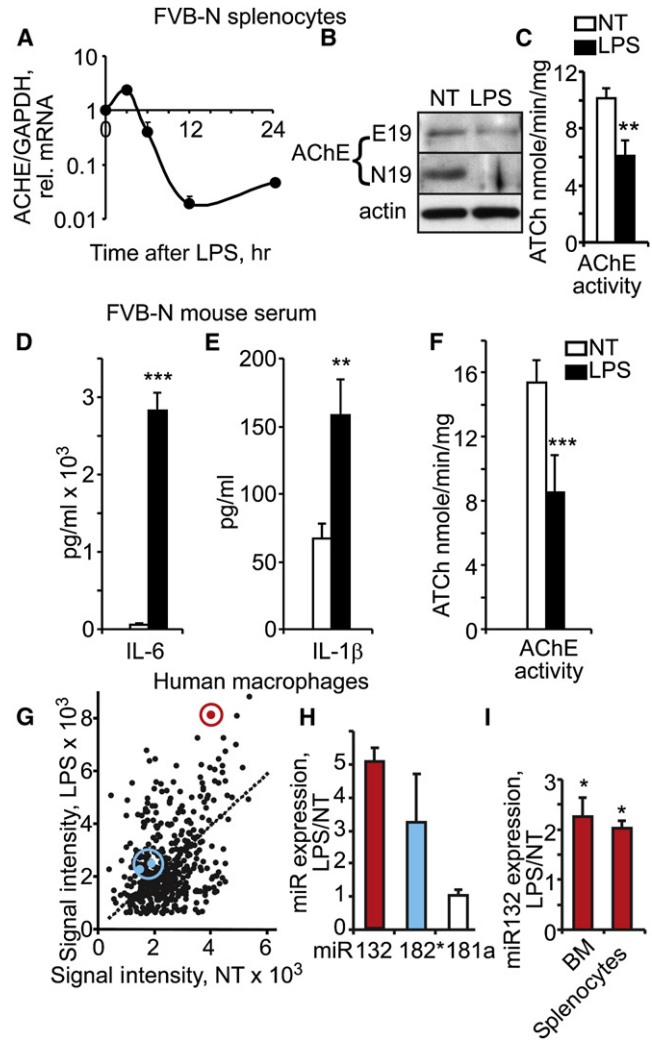 FVB-N splenocytes
A
ACHE/GAPDH,
rel. mRNA
10
1
0.1
0.01
0
12
24
Time after LPS, hr
B
NT LPS
AChE
E19
N19
actin
C
NT
LPS
ATCh nmole/min/mg
12
8
4
0
**
AChE
activity
FVB-N mouse serum
D
pg/ml x 10³
3
2
1
0
***
IL-6
E
pg/ml
200
150
100
50
0
**
IL-1β
F
NT
LPS
ATCh nmole/min/mg
16
12
8
4
0
***
AChE
activity
Human macrophages
G
Signal intensity, LPS x 10³
8
6
4
2
0
0 2 4 6
Signal intensity, NT x 10³
H
miR expression,
LPS/NT
5
4
3
2
1
0
miR 132 182* 181a
I
miR132 expression,
LPS/NT
3
2
1
0
*
*
BM
Splenocytes